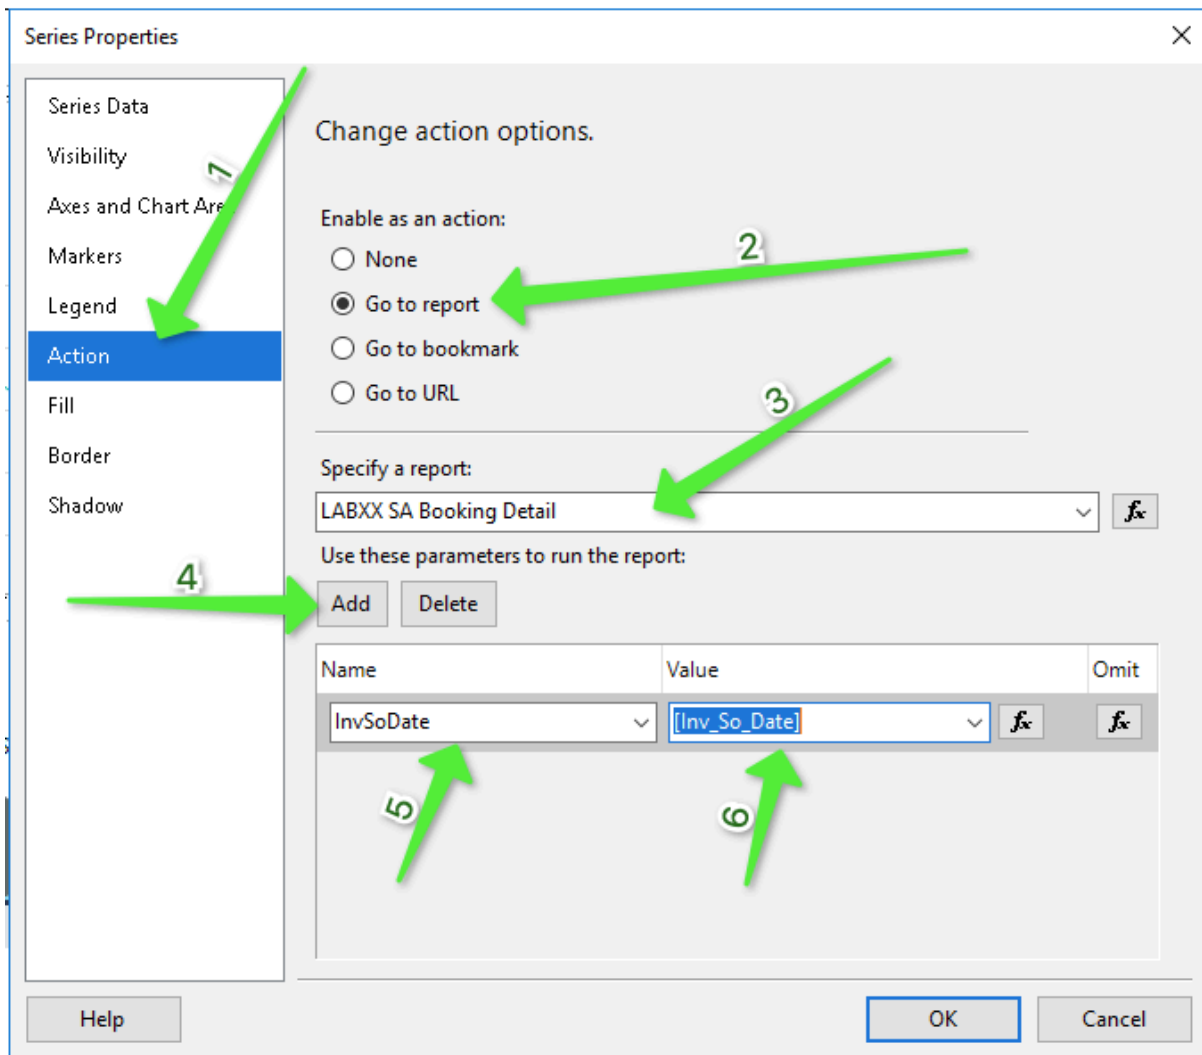 Series Properties
Series Data
Visibility
Axes and Chart Are
Markers
Legend
Action
Fill
Border
Shadow
1
Change action options.
Enable as an action:
None
2
Go to report
Go to bookmark
Go to URL
3
Specify a report:
LABXX SA Booking Detail
fx
Use these parameters to run the report:
4
Add Delete
Name Value Omit
InvSoDate [Inv_So_Date] fx fx
5 6
Help OK Cancel